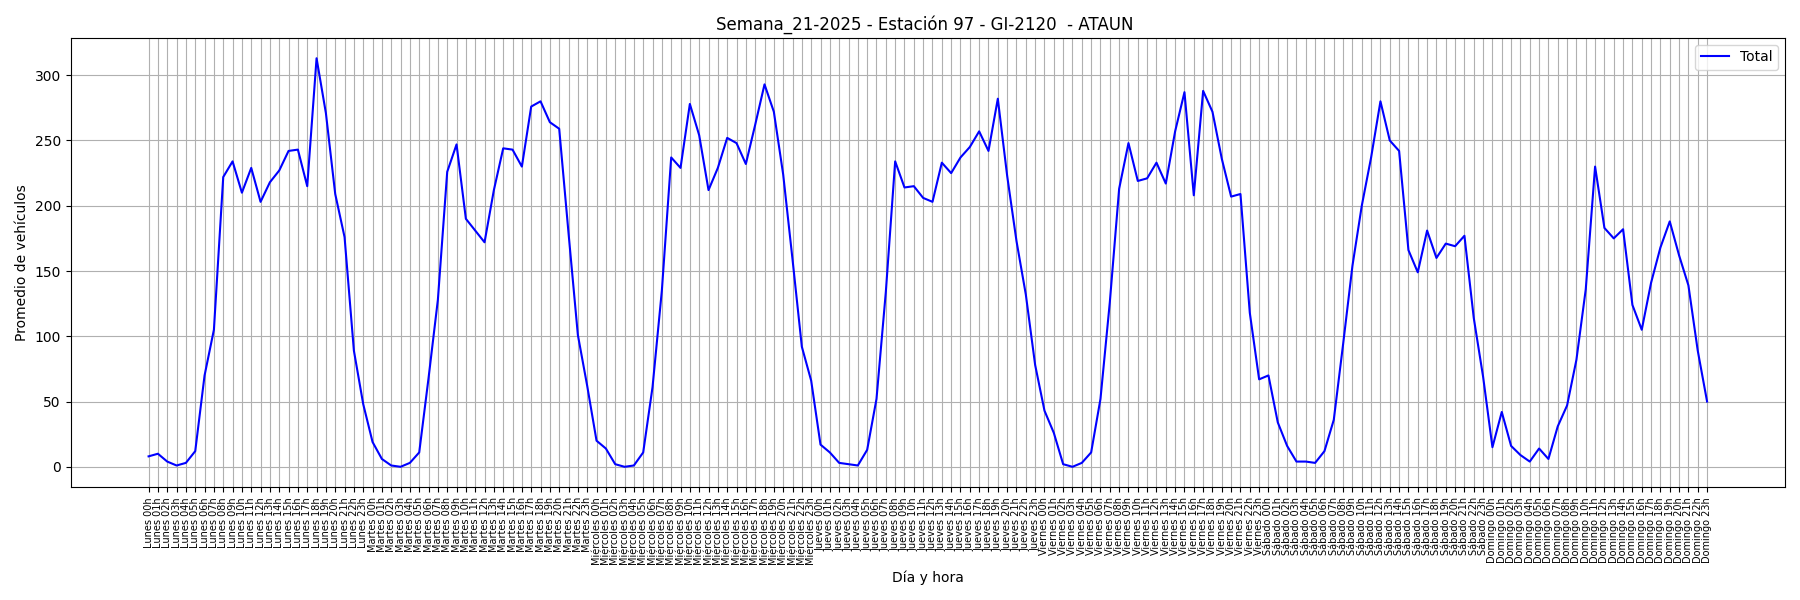 Semana_21-2025 - Estación 97 - GI-2120  - ATAUN
Total
Promedio de vehículos
300
250
200
150
100
50
0
Lunes 00h Lunes 01h Lunes 02h Lunes 03h Lunes 04h Lunes 05h Lunes 06h Lunes 07h Lunes 08h Lunes 09h Lunes 10h Lunes 11h Lunes 12h Lunes 13h Lunes 14h Lunes 15h Lunes 16h Lunes 17h Lunes 18h Lunes 19h Lunes 20h Lunes 21h Lunes 22h Lunes 23h Martes 00h Martes 01h Martes 02h Martes 03h Martes 04h Martes 05h Martes 06h Martes 07h Martes 08h Martes 09h Martes 10h Martes 11h Martes 12h Martes 13h Martes 14h Martes 15h Martes 16h Martes 17h Martes 18h Martes 19h Martes 20h Martes 21h Martes 22h Martes 23h Miércoles 00h Miércoles 01h Miércoles 02h Miércoles 03h Miércoles 04h Miércoles 05h Miércoles 06h Miércoles 07h Miércoles 08h Miércoles 09h Miércoles 10h Miércoles 11h Miércoles 12h Miércoles 13h Miércoles 14h Miércoles 15h Miércoles 16h Miércoles 17h Miércoles 18h Miércoles 19h Miércoles 20h Miércoles 21h Miércoles 22h Miércoles 23h Jueves 00h Jueves 01h Jueves 02h Jueves 03h Jueves 04h Jueves 05h Jueves 06h Jueves 07h Jueves 08h Jueves 09h Jueves 10h Jueves 11h Jueves 12h Jueves 13h Jueves 14h Jueves 15h Jueves 16h Jueves 17h Jueves 18h Jueves 19h Jueves 20h Jueves 21h Jueves 22h Jueves 23h Viernes 00h Viernes 01h Viernes 02h Viernes 03h Viernes 04h Viernes 05h Viernes 06h Viernes 07h Viernes 08h Viernes 09h Viernes 10h Viernes 11h Viernes 12h Viernes 13h Viernes 14h Viernes 15h Viernes 16h Viernes 17h Viernes 18h Viernes 19h Viernes 20h Viernes 21h Viernes 22h Viernes 23h Sábado 00h Sábado 01h Sábado 02h Sábado 03h Sábado 04h Sábado 05h Sábado 06h Sábado 07h Sábado 08h Sábado 09h Sábado 10h Sábado 11h Sábado 12h Sábado 13h Sábado 14h Sábado 15h Sábado 16h Sábado 17h Sábado 18h Sábado 19h Sábado 20h Sábado 21h Sábado 22h Sábado 23h Domingo 00h Domingo 01h Domingo 02h Domingo 03h Domingo 04h Domingo 05h Domingo 06h Domingo 07h Domingo 08h Domingo 09h Domingo 10h Domingo 11h Domingo 12h Domingo 13h Domingo 14h Domingo 15h Domingo 16h Domingo 17h Domingo 18h Domingo 19h Domingo 20h Domingo 21h Domingo 22h Domingo 23h
Día y hora